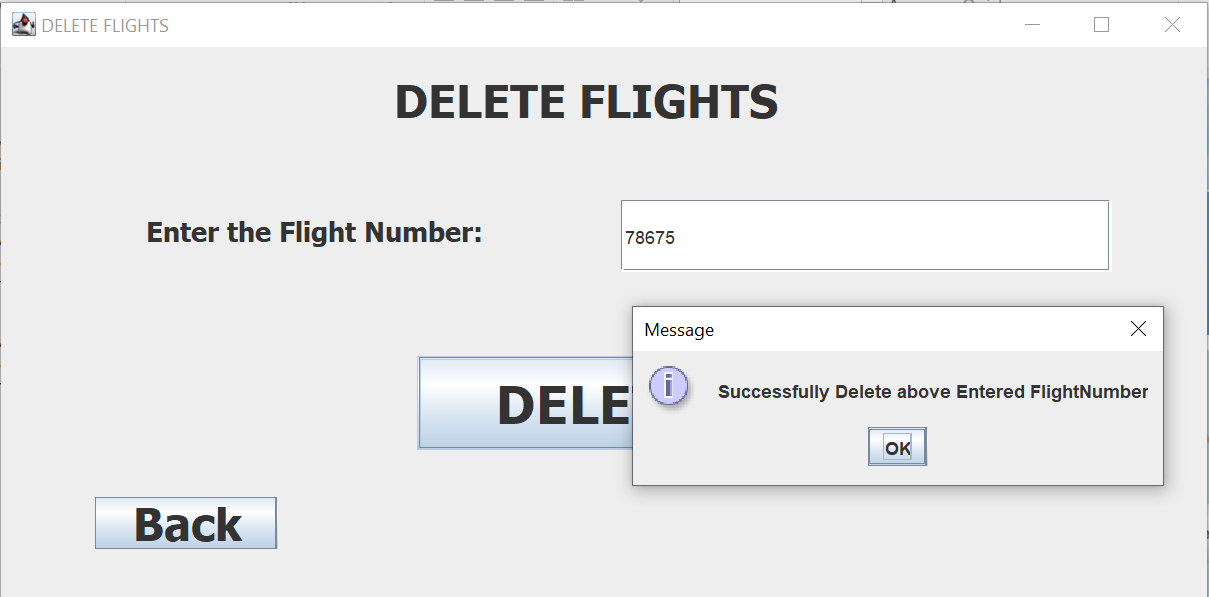 DELETE FLIGHTS
DELETE FLIGHTS
Enter the Flight Number:
78675
Message
Successfully Delete above Entered FlightNumber
OK
Back